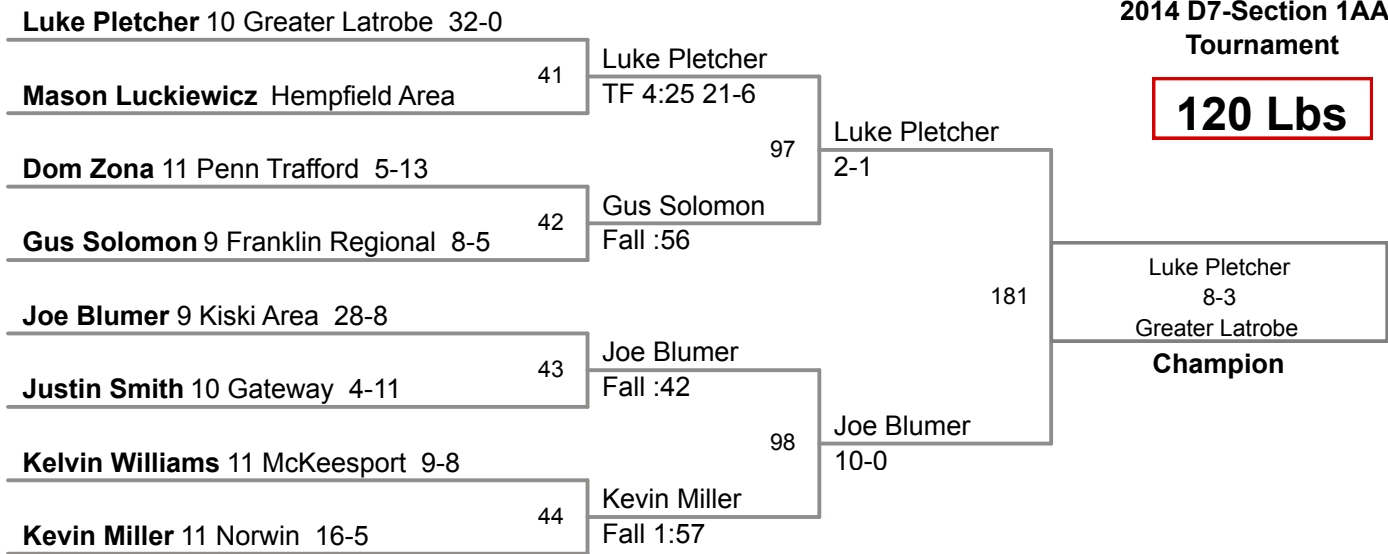 Luke Pletcher 10 Greater Latrobe 32-0
Mason Luckiewicz Hempfield Area
Dom Zona 11 Penn Trafford 5-13
Gus Solomon 9 Franklin Regional 8-5
Joe Blumer 9 Kiski Area 28-8
Justin Smith 10 Gateway 4-11
Kelvin Williams 11 McKeesport 9-8
Kevin Miller 11 Norwin 16-5
41
42
43
44
Luke Pletcher
TF 4:25 21-6
Gus Solomon
Fall :56
Joe Blumer
Fall :42
Kevin Miller
Fall 1:57
97
98
Luke Pletcher
2-1
Joe Blumer
10-0
181
2014 D7-Section 1AA
Tournament
120 Lbs
Luke Pletcher
8-3
Greater Latrobe
Champion